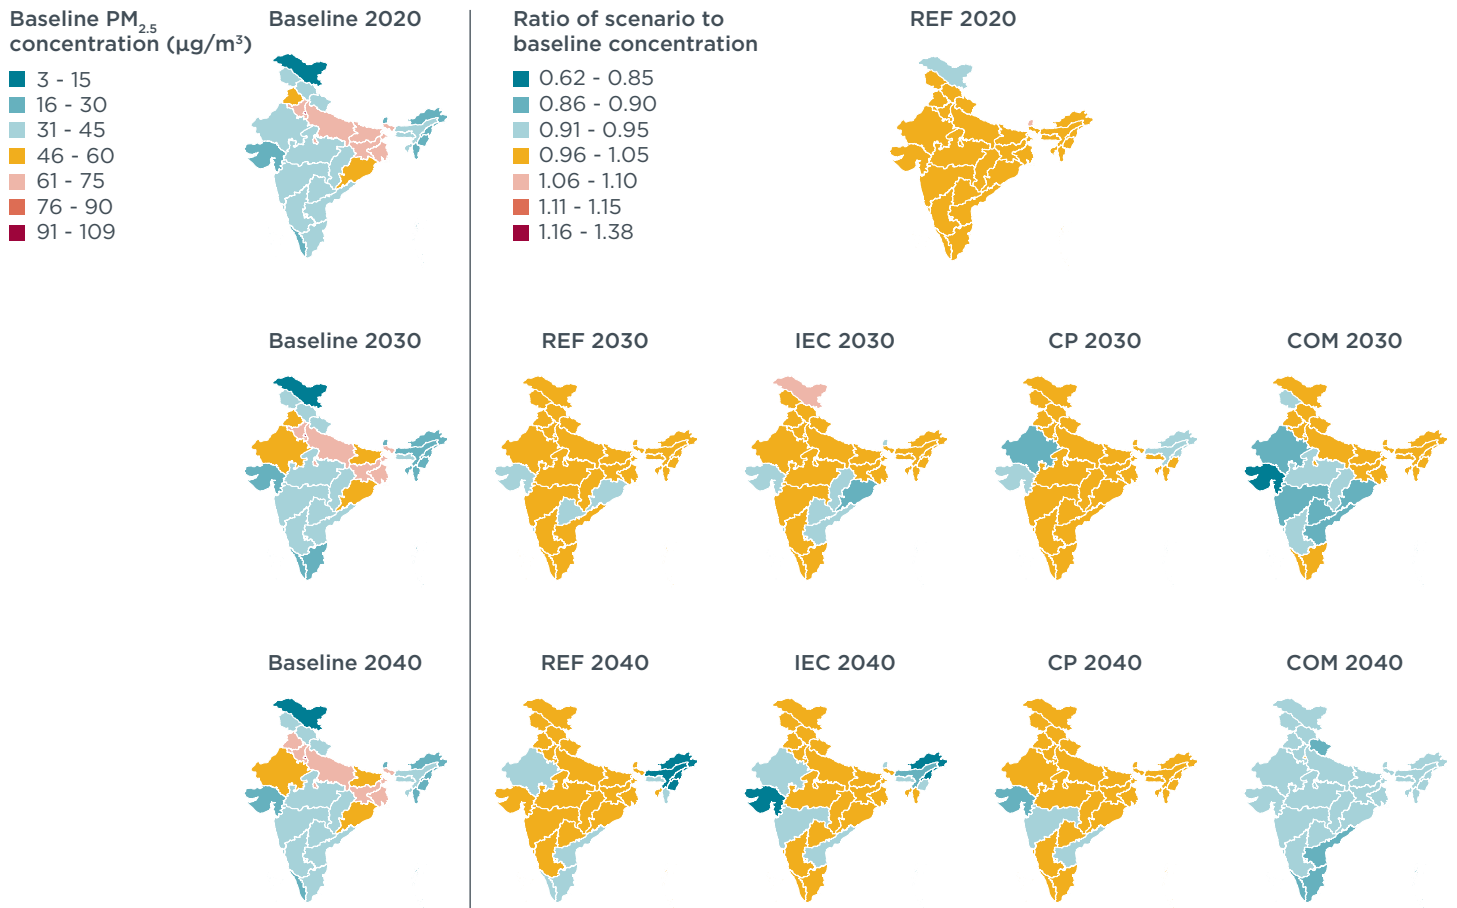 Baseline PM2.5
concentration (µg/m³)
3 - 15
16 - 30
31 - 45
46 - 60
61 - 75
76 - 90
91 - 109
Baseline 2020
Ratio of scenario to
baseline concentration
0.62 - 0.85
0.86 - 0.90
0.91 - 0.95
0.96 - 1.05
1.06 - 1.10
1.11 - 1.15
1.16 - 1.38
REF 2020
Baseline 2030
REF 2030
IEC 2030
CP 2030
COM 2030
Baseline 2040
REF 2040
IEC 2040
CP 2040
COM 2040